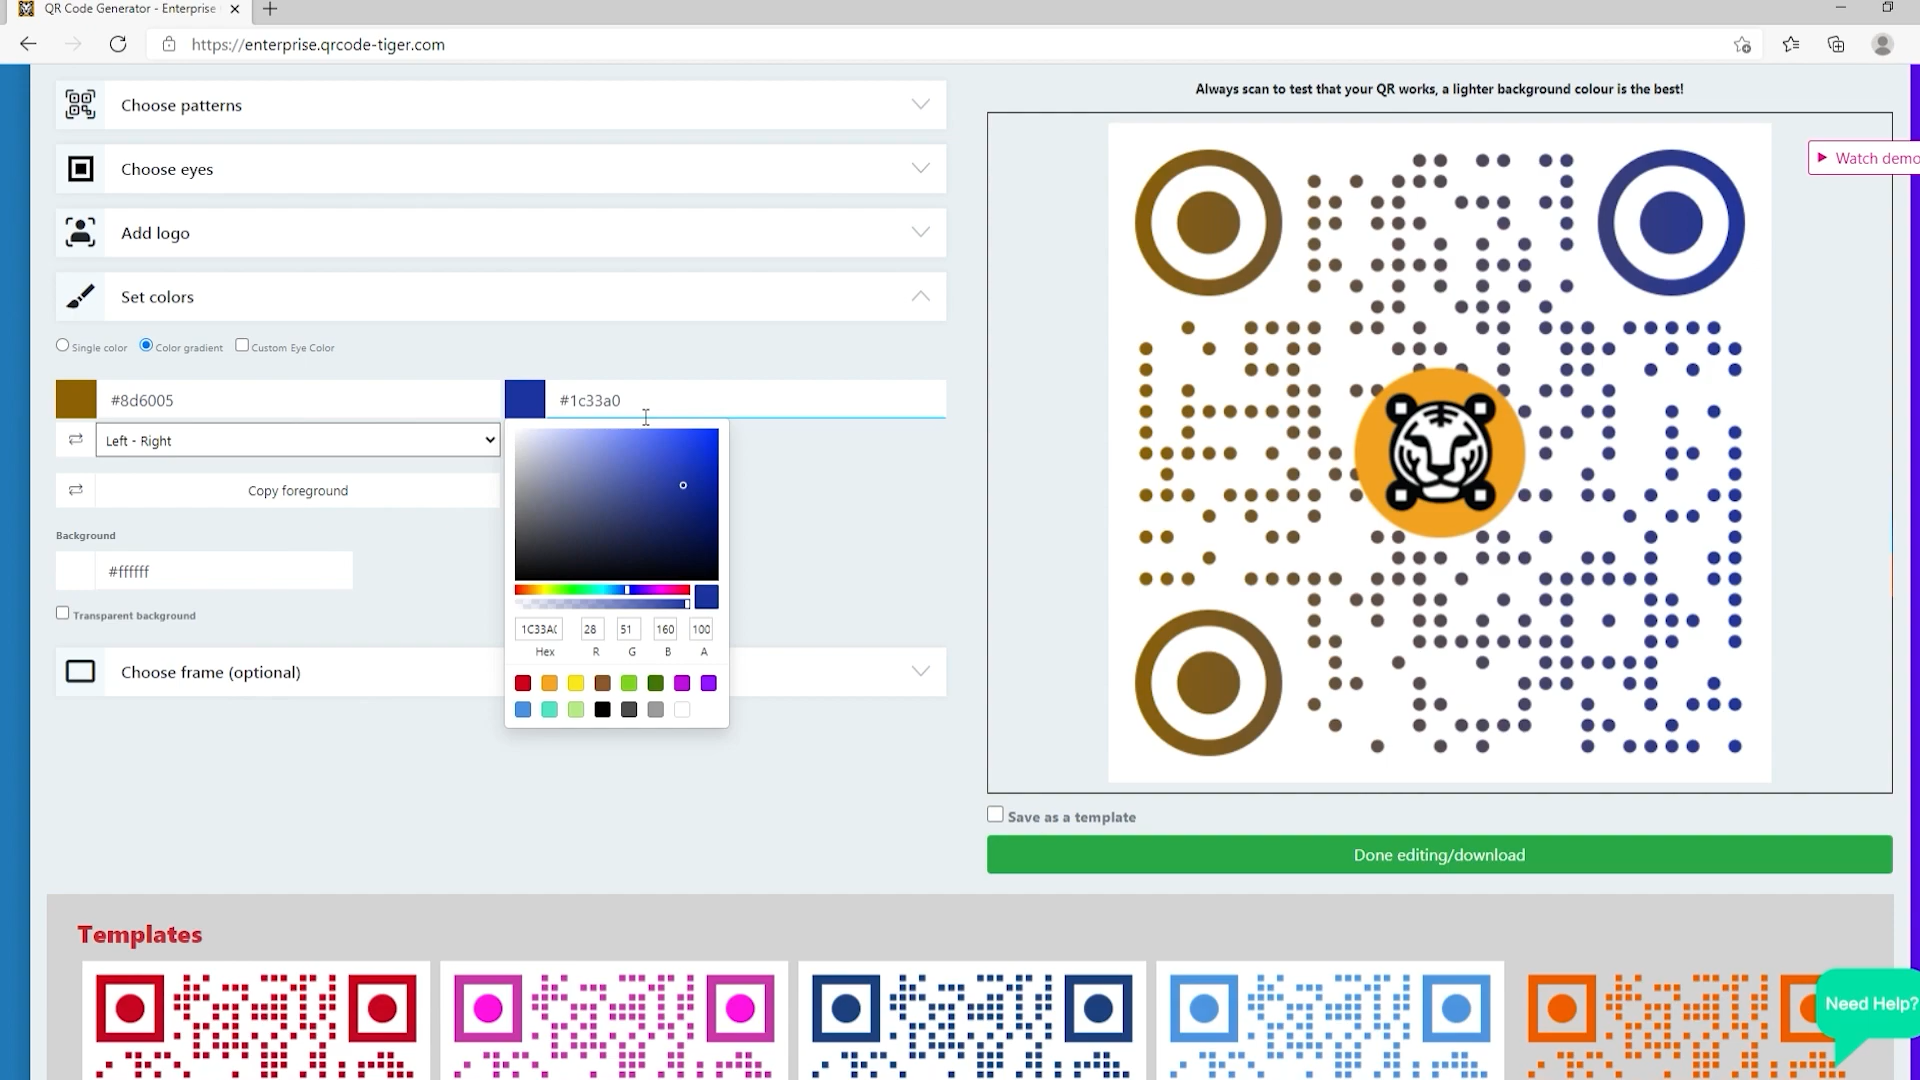 QR Code Generator - Enterprise
https://enterprise.qrcode-tiger.com
Choose patterns
Choose eyes
Add logo
Set colors
Single color Color gradient Custom Eye Color
#8d6005 #1c33a0
Left - Right
Copy foreground
Background
#ffffff
Transparent background
1C33A 28 51 160 100
Hex R G B A
Choose frame (optional)
Always scan to test that your QR works, a lighter background colour is the best!
Watch demo
Save as a template
Done editing/download
Templates
Need Help?